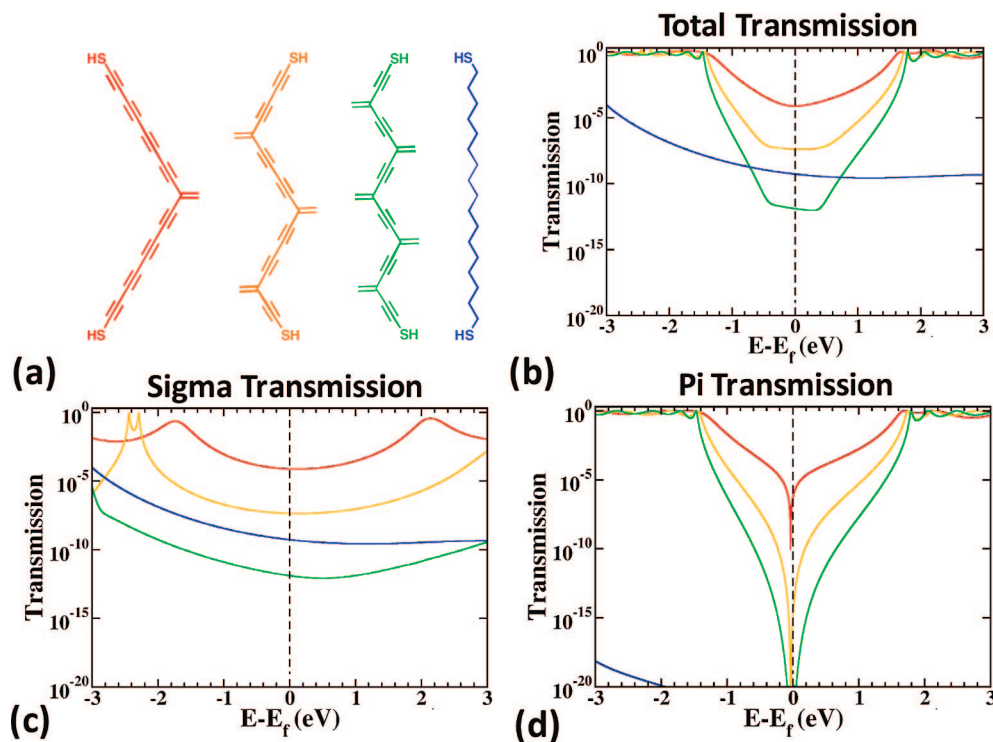 HS
SH
SH
HS
HS
SH
SH
HS
(a)
Total Transmission
Transmission
10^0
10^-5
10^-10
10^-15
10^-20
-3 -2 -1 0 1 2 3
E-E_f (eV)
(b)
Sigma Transmission
Transmission
10^0
10^-5
10^-10
10^-15
10^-20
-3 -2 -1 0 1 2 3
E-E_f (eV)
(c)
Pi Transmission
Transmission
10^0
10^-5
10^-10
10^-15
10^-20
-3 -2 -1 0 1 2 3
E-E_f (eV)
(d)